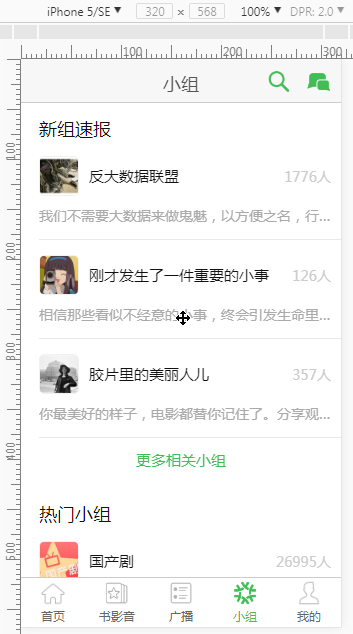 iPhone 5/SE ▼ 320 × 568 100% ▼ DPR: 2.0 ▼
100 200 300
小组
100
新组速报
反大数据联盟 1776人
我们不需要大数据来做鬼魅，以方便之名，行...
200
刚才发生了一件重要的小事 126人
相信那些看似不经意的小事，终会引发生命里...
300
胶片里的美丽人儿 357人
你最美好的样子，电影都替你记住了。分享观...
400
更多相关小组
热门小组
500
国产剧 26995人
首页 书影音 广播 小组 我的